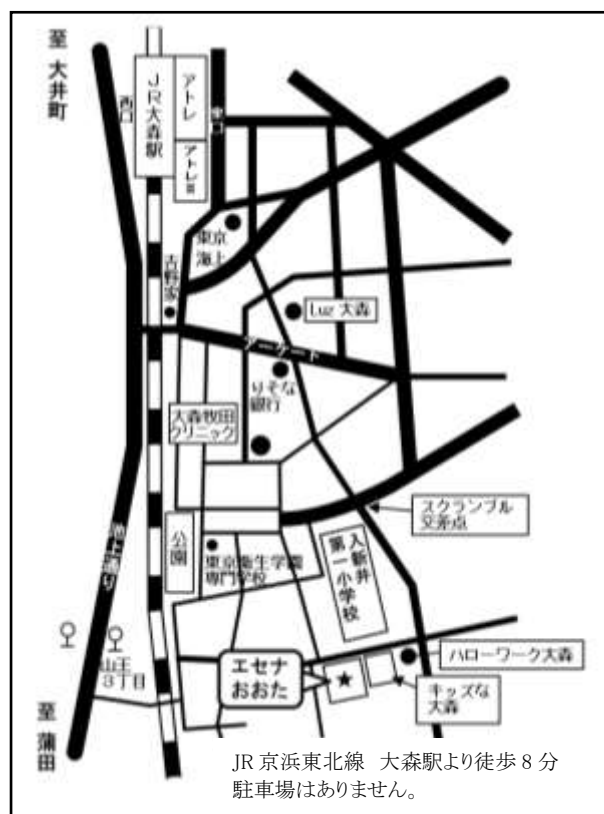 至 大井町
西口
JR大森駅
アトレ
アトレⅡ
東口
東京
海上
吉野家
Luz 大森
アーケード
りそな
銀行
大森牧田
クリニック
スクランブル
交差点
公園
東京衛生学園
専門学校
入新井
第一小学校
池上通り
山王
3丁目
エセナ
おおた
ハローワーク大森
キッズな
大森
至 蒲田
JR 京浜東北線 大森駅より徒歩 8 分
駐車場はありません。